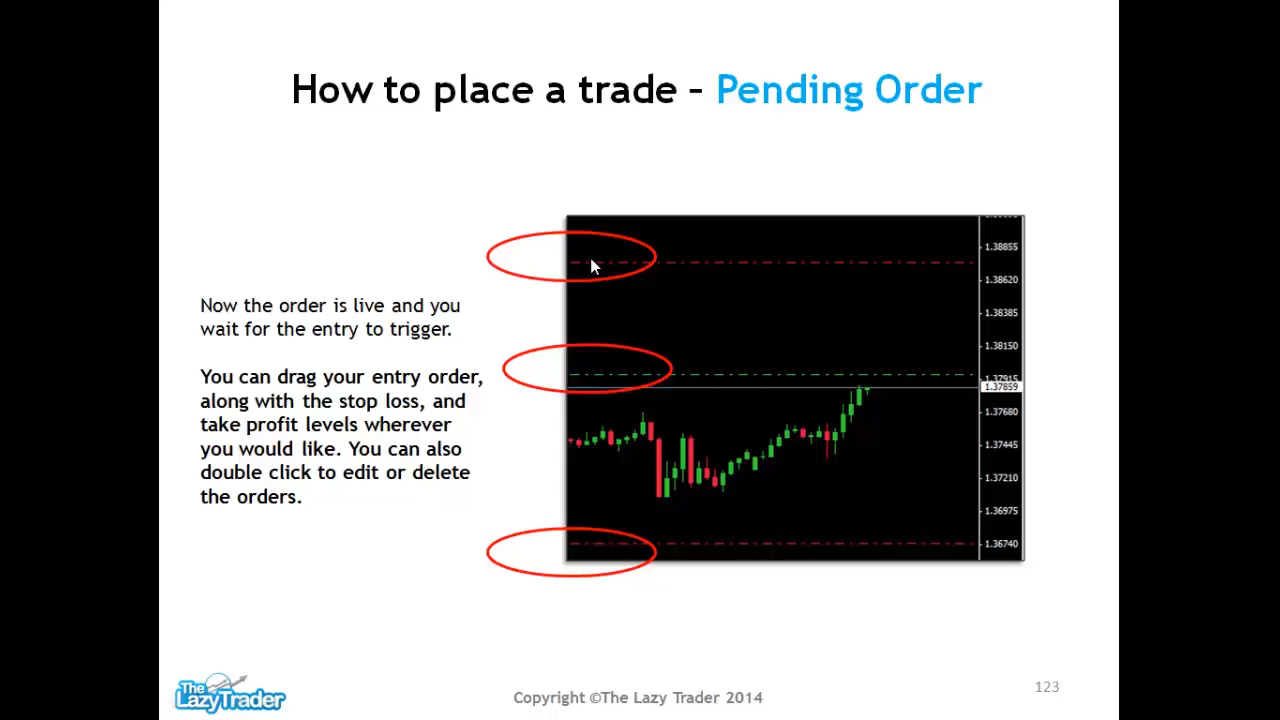 How to place a trade – Pending Order
Now the order is live and you
wait for the entry to trigger.
You can drag your entry order,
along with the stop loss, and
take profit levels wherever
you would like. You can also
double click to edit or delete
the orders.
1.38855
1.38620
1.38385
1.38150
1.37915
1.37859
1.37680
1.37445
1.37210
1.36975
1.36740
The
LazyTrader
Copyright ©The Lazy Trader 2014
123